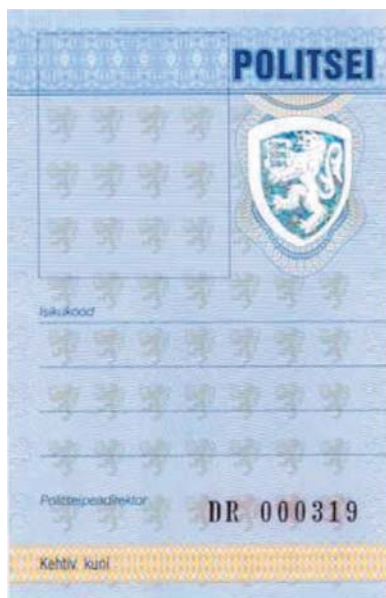 POLITSEI
Isikukood
Politseipeadirektor
DR 000319
Kehtiv kuni